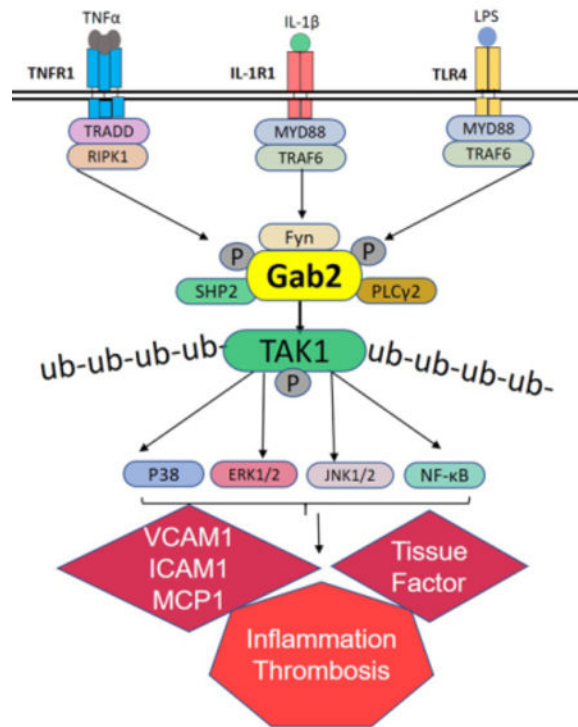 TNFα
IL-1β
LPS
TNFR1
IL-1R1
TLR4
TRADD
RIPK1
MYD88
TRAF6
MYD88
TRAF6
Fyn
P
P
Gab2
SHP2
PLCγ2
TAK1
ub-ub-ub-ub-
ub-ub-ub-ub-
P
P38
ERK1/2
JNK1/2
NF-κB
VCAM1
ICAM1
MCP1
Tissue
Factor
Inflammation
Thrombosis